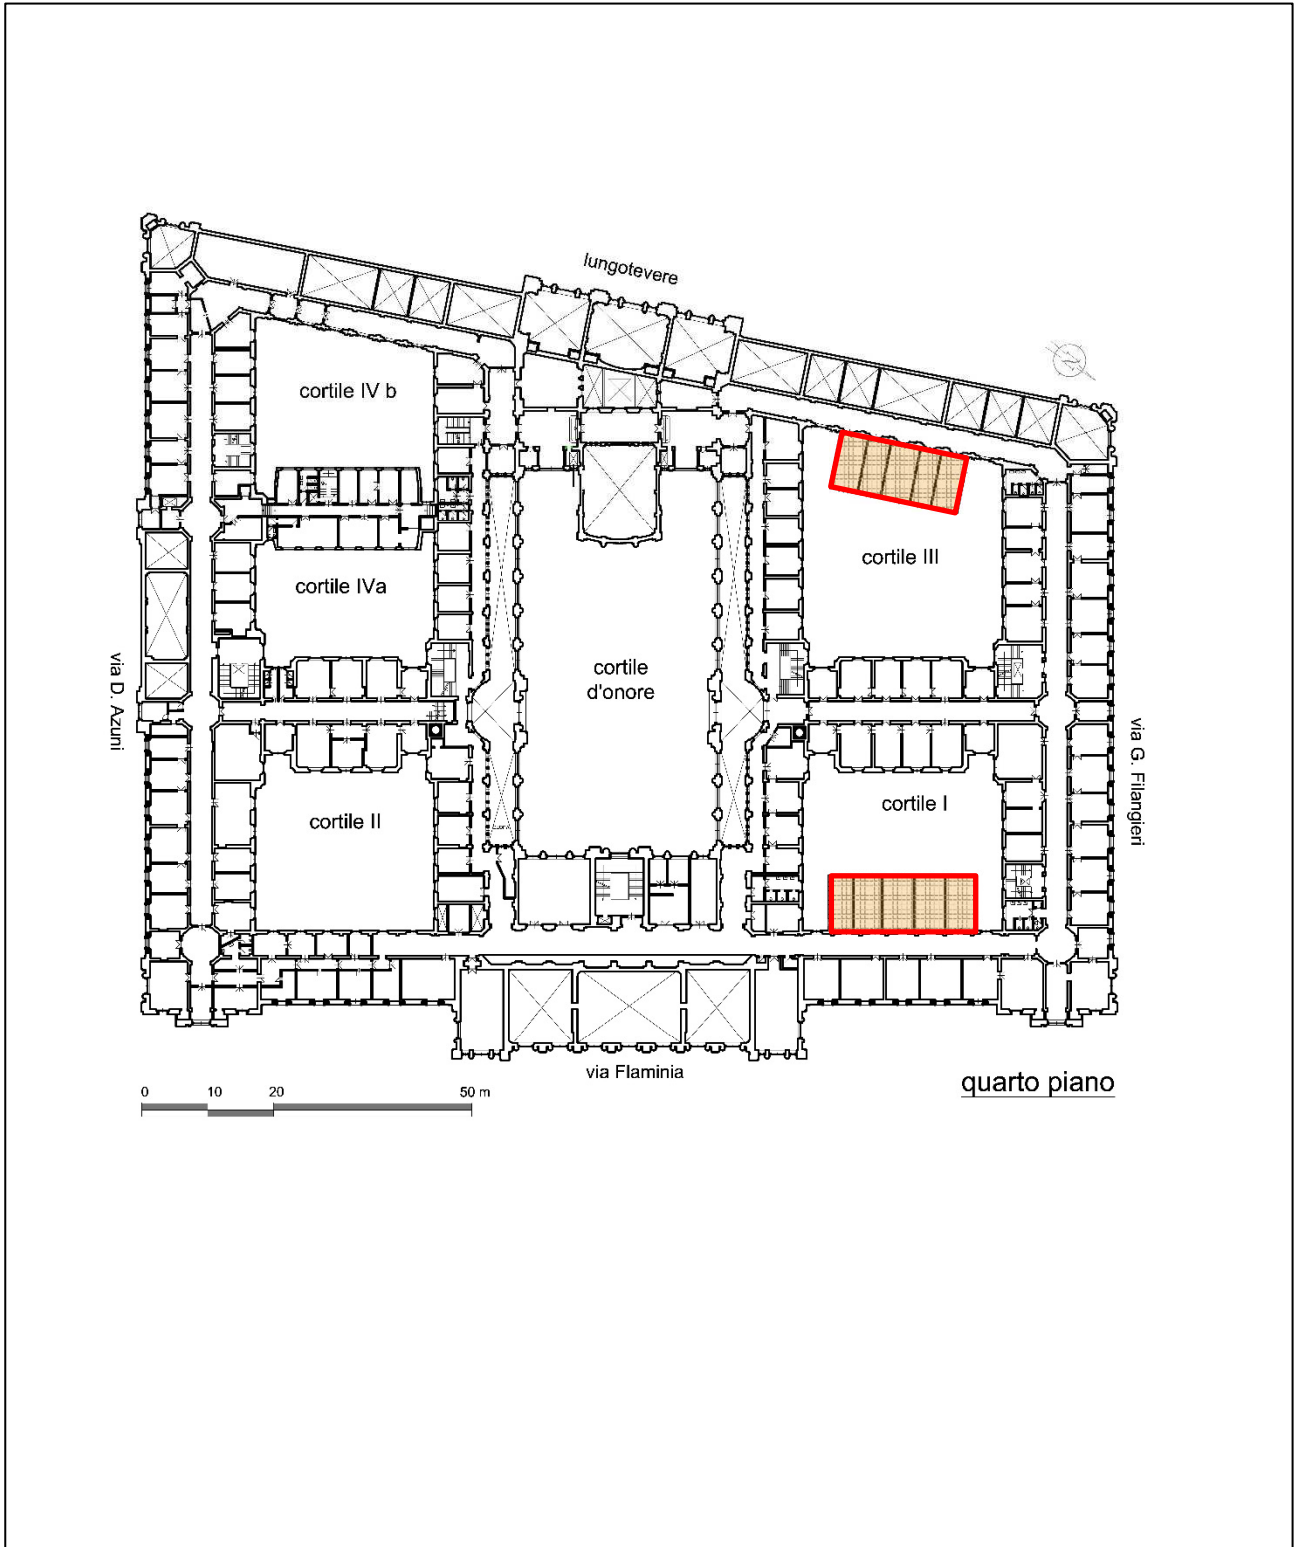 lungotevere
cortile IV b
cortile III
cortile IVa
cortile
d'onore
via D. Azuni
via G. Filangieri
cortile I
cortile II
via Flaminia
quarto piano
0 10 20 50 m